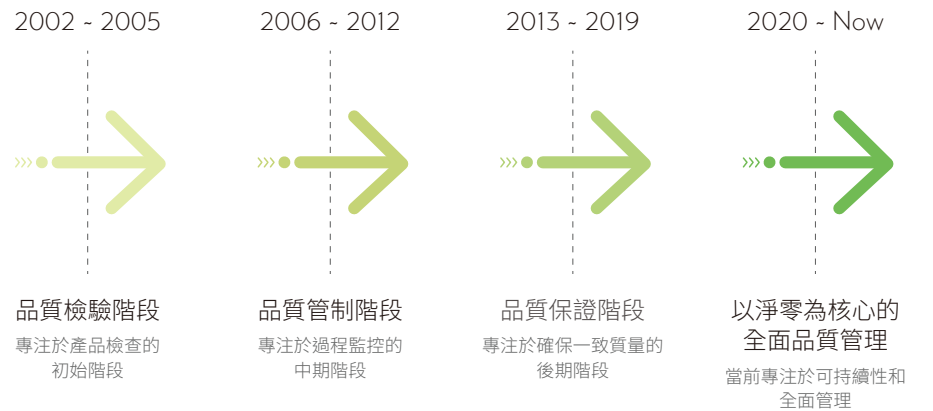 2002 ~ 2005
2006 ~ 2012
2013 ~ 2019
2020 ~ Now
品質檢驗階段
專注於產品檢查的
初始階段
品質管制階段
專注於過程監控的
中期階段
品質保證階段
專注於確保一致質量的
後期階段
以淨零為核心的
全面品質管理
當前專注於可持續性和
全面管理